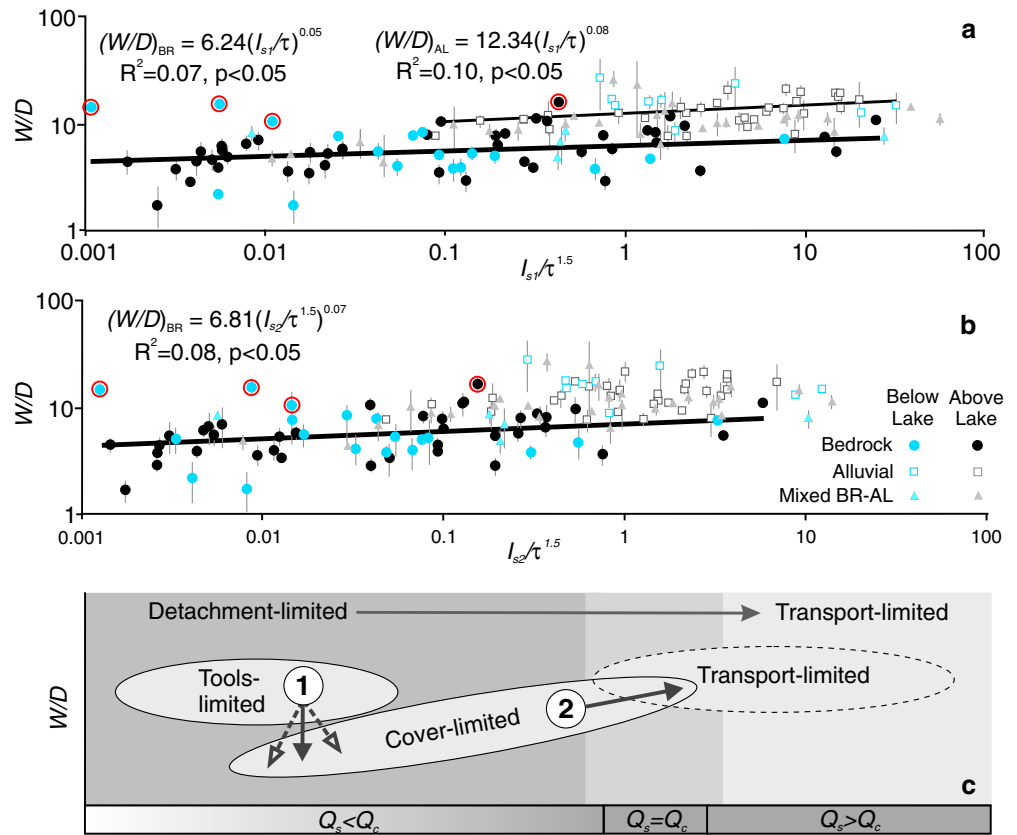 a
100
10
1
W/D
(W/D)BR = 6.24(Is1/τ)^0.05
R²=0.07, p<0.05
(W/D)AL = 12.34(Is1/τ)^0.08
R²=0.10, p<0.05
0.001 0.01 0.1 1 10 100
Is1/τ^1.5
b
100
10
1
W/D
(W/D)BR = 6.81(Is2/τ^1.5)^0.07
R²=0.08, p<0.05
Below Lake
Above Lake
Bedrock
Alluvial
Mixed BR-AL
0.001 0.01 0.1 1 10 100
Is2/τ^1.5
Detachment-limited
Transport-limited
W/D
Tools-
limited
1
Cover-limited
2
Transport-limited
c
Qs<Qc Qs=Qc Qs>Qc